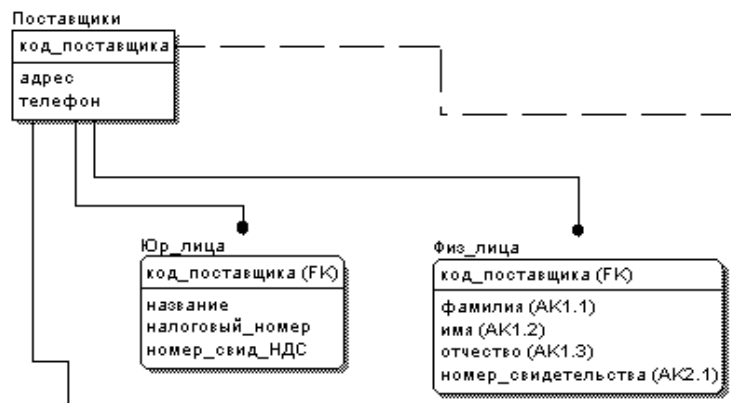 Поставщики
код_поставщика
адрес
телефон
Юр_лица
код_поставщика (FK)
название
налоговый_номер
номер_свид_НДС
Физ_лица
код_поставщика (FK)
фамилия (AK1.1)
имя (AK1.2)
отчество (AK1.3)
номер_свидетельства (AK2.1)